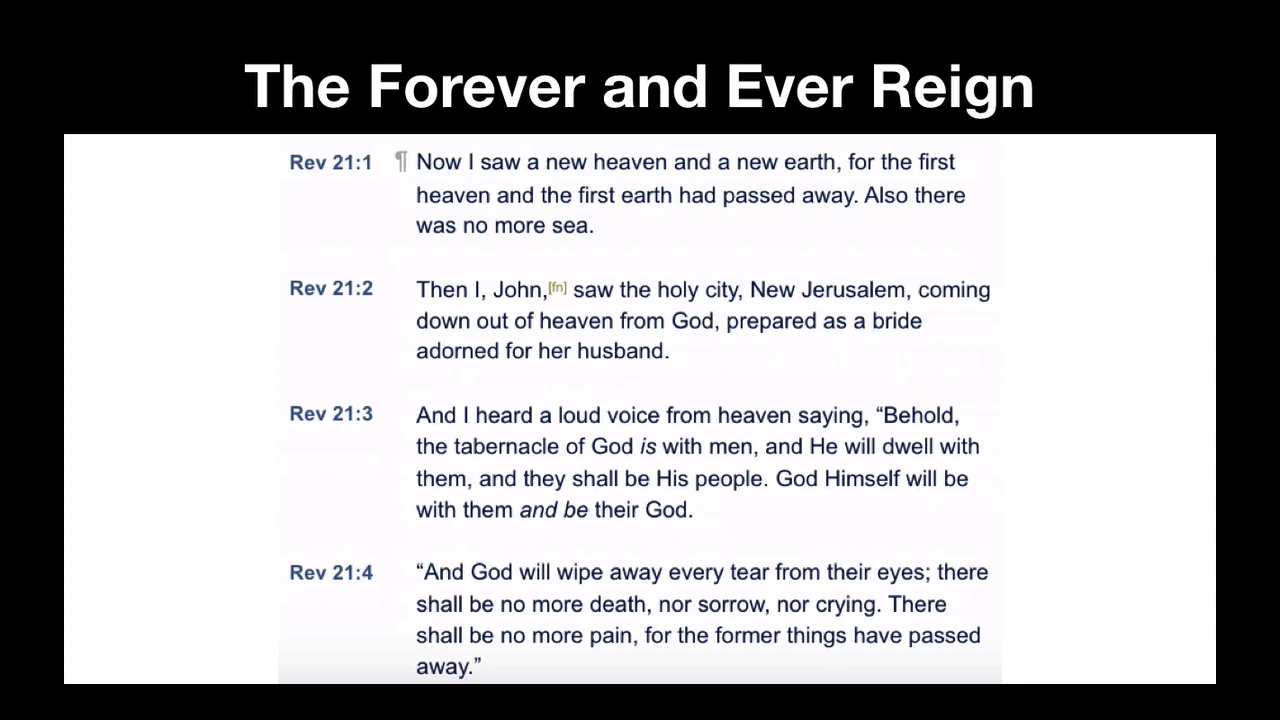 The Forever and Ever Reign
Rev 21:1 ¶ Now I saw a new heaven and a new earth, for the first
heaven and the first earth had passed away. Also there
was no more sea.
Rev 21:2 Then I, John,[fn] saw the holy city, New Jerusalem, coming
down out of heaven from God, prepared as a bride
adorned for her husband.
Rev 21:3 And I heard a loud voice from heaven saying, “Behold,
the tabernacle of God is with men, and He will dwell with
them, and they shall be His people. God Himself will be
with them and be their God.
Rev 21:4 “And God will wipe away every tear from their eyes; there
shall be no more death, nor sorrow, nor crying. There
shall be no more pain, for the former things have passed
away.”